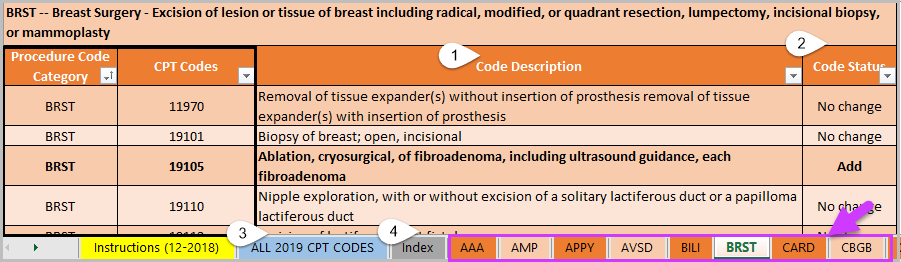 BRST -- Breast Surgery - Excision of lesion or tissue of breast including radical, modified, or quadrant resection, lumpectomy, incisional biopsy,
or mammoplasty
1
2
Procedure Code
Category
CPT Codes
Code Description
Code Status
BRST
11970
Removal of tissue expander(s) without insertion of prosthesis removal of tissue
expander(s) with insertion of prosthesis
No change
BRST
19101
Biopsy of breast; open, incisional
No change
BRST
19105
Ablation, cryosurgical, of fibroadenoma, including ultrasound guidance, each
fibroadenoma
Add
BRST
19110
Nipple exploration, with or without excision of a solitary lactiferous duct or a papilloma
lactiferous duct
No change
3
4
Instructions (12-2018)
ALL 2019 CPT CODES
Index
AAA
AMP
APPY
AVSD
BILI
BRST
CARD
CBGB